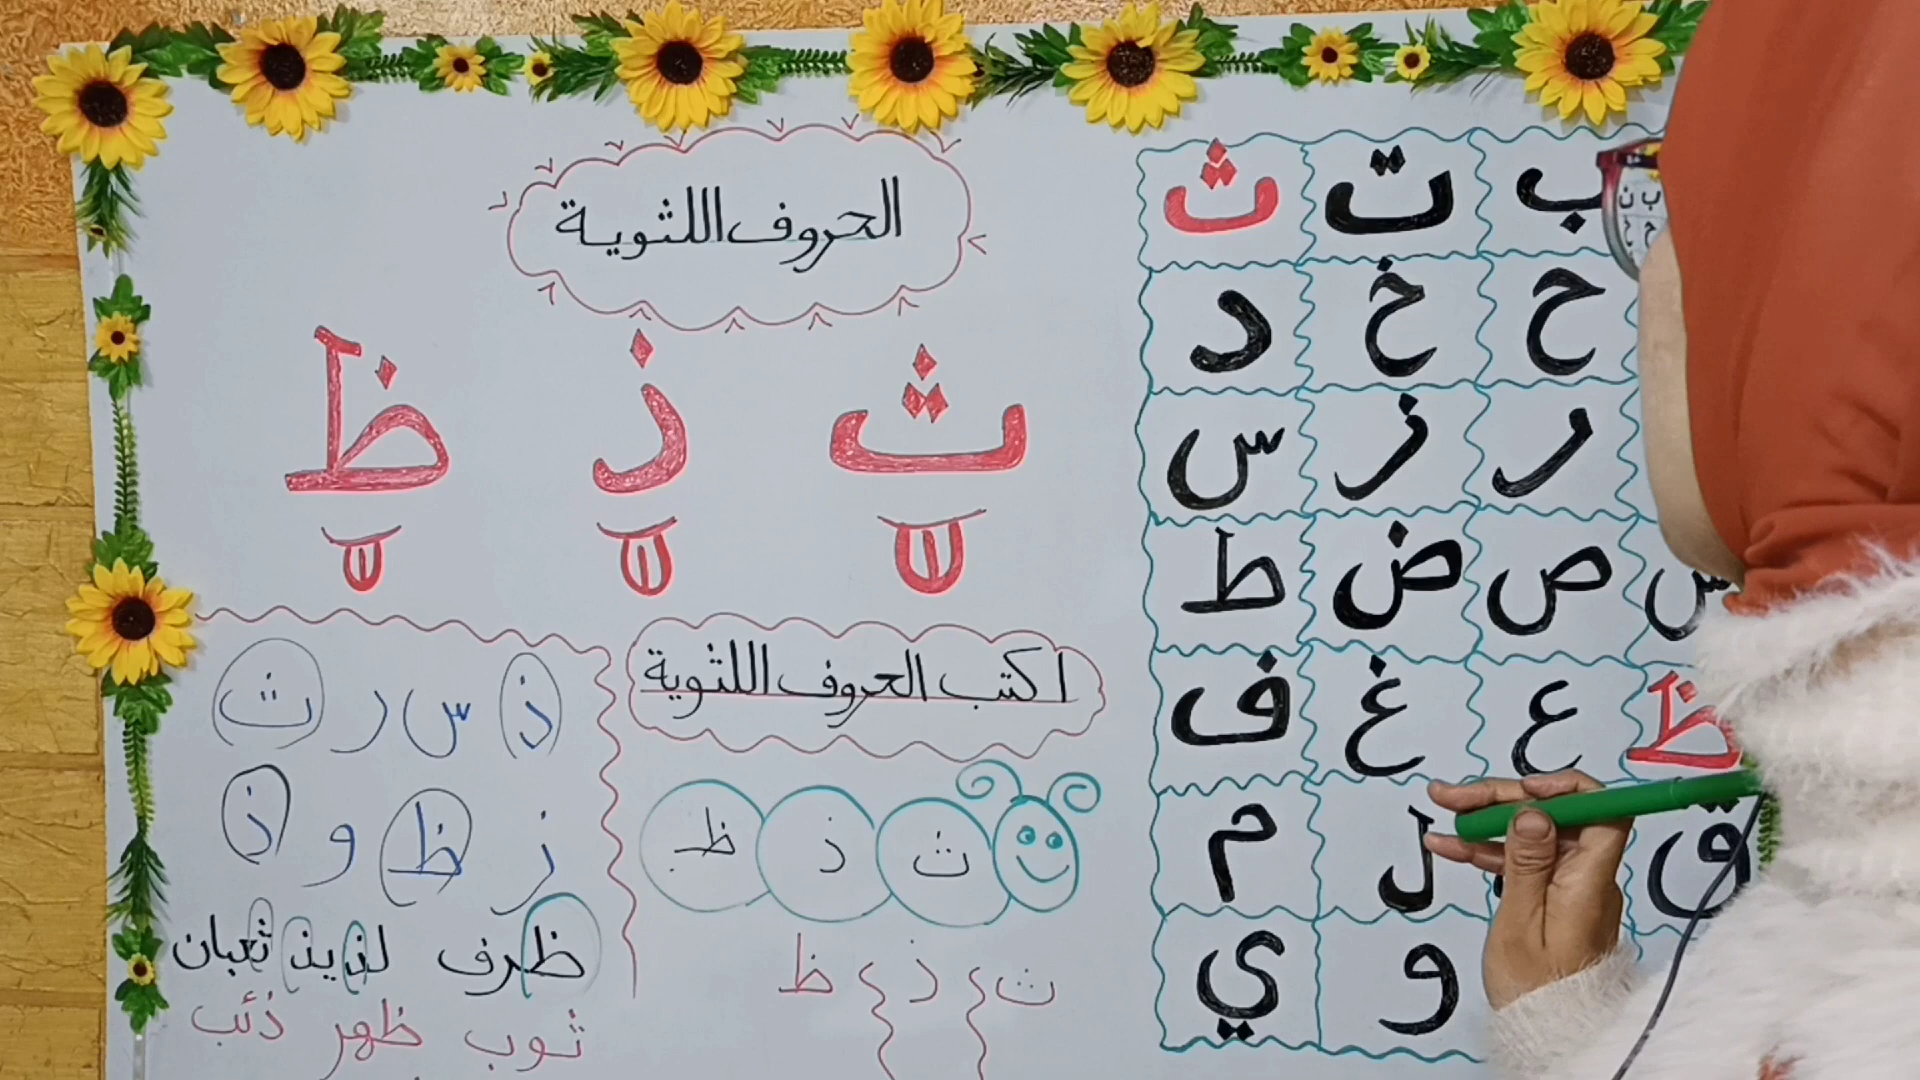 الحروف اللثوية
ث ذ ظ
ب ت ث
ح خ د
ر ز س
ص ض ط
ظ ع غ ف
ق ل م
و ي
اكتب الحروف اللثوية
ث ذ ظ
ث ذ ظ
ذ س ر ث
ز ظ و ذ
ظرف لذيذ ثعبان
ثوب ظهر ذئب